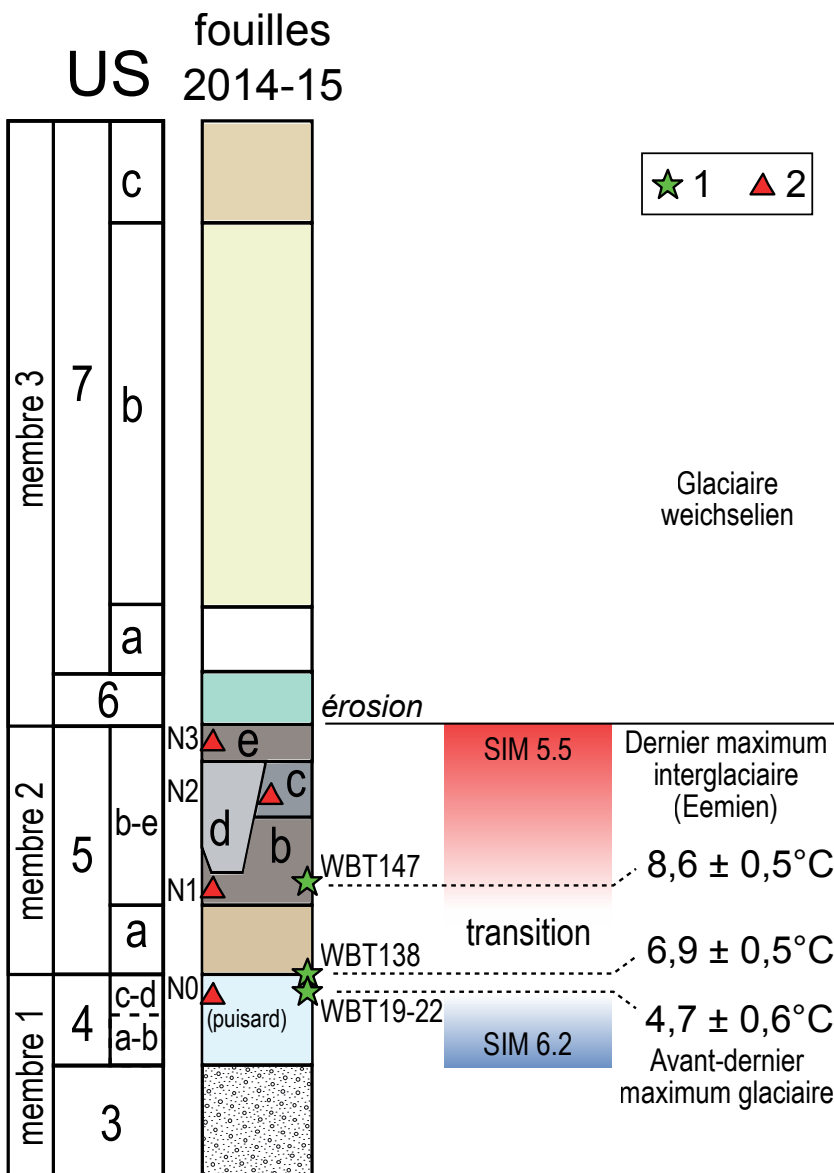 US
fouilles
2014-15
1
2
membre 3
7
c
b
a
6
Glaciaire
weichselien
érosion
membre 2
5
b-e
a
N3
e
N2
c
d
b
N1
SIM 5.5
Dernier maximum
interglaciaire
(Eemien)
WBT147
8,6 ± 0,5°C
transition
WBT138
6,9 ± 0,5°C
membre 1
4
c-d
a-b
N0
(puisard)
WBT19-22
4,7 ± 0,6°C
SIM 6.2
Avant-dernier
maximum glaciaire
3